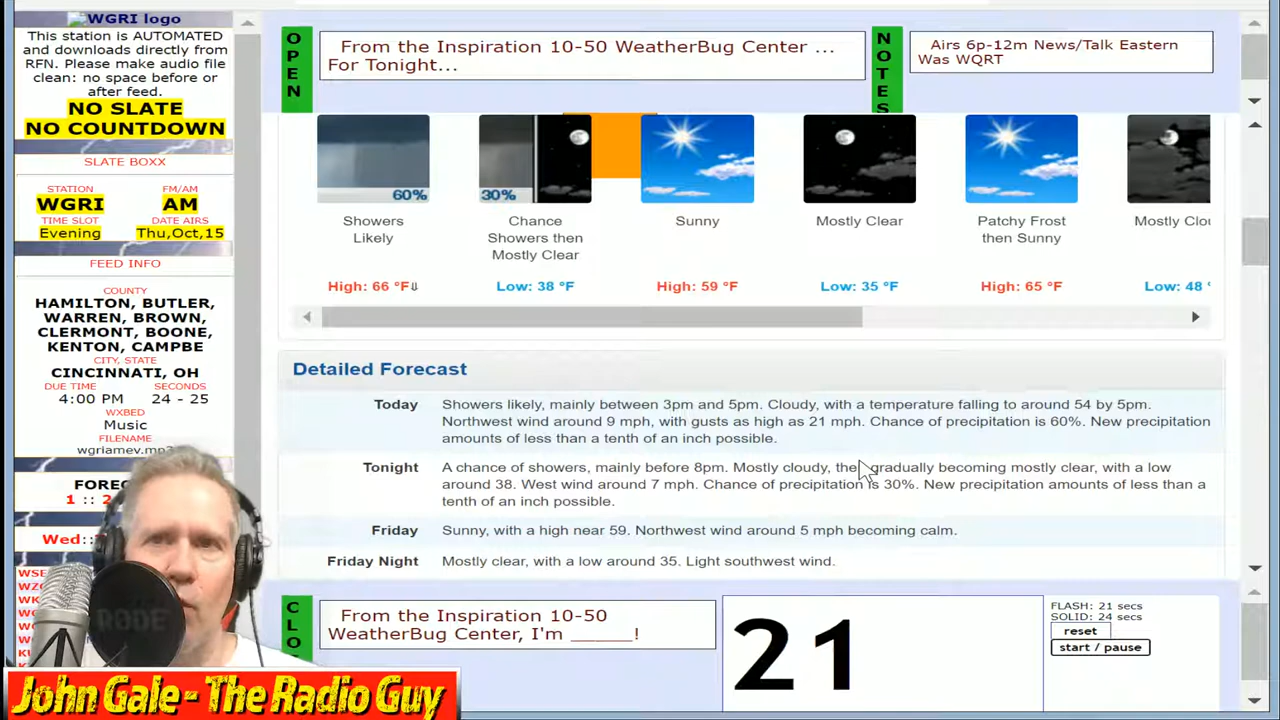 WGRI logo
This station is AUTOMATED
and downloads directly from
RFN. Please make audio file
clean: no space before or
after feed.
NO SLATE
NO COUNTDOWN
SLATE BOXX
STATION FM/AM
WGRI AM
TIME SLOT DATE AIRS
Evening Thu,Oct,15
FEED INFO
COUNTY
HAMILTON, BUTLER,
WARREN, BROWN,
CLERMONT, BOONE,
KENTON, CAMPBE
CITY, STATE
CINCINNATI, OH
DUE TIME SECONDS
4:00 PM 24 - 25
WXBED
Music
FILENAME
wgriamev.mp3
FOREC
1 :: 2
Wed::
OPEN
From the Inspiration 10-50 WeatherBug Center ...
For Tonight...
NOTES
Airs 6p-12m News/Talk Eastern
Was WQRT
60% 30%
Showers
Likely
Chance
Showers then
Mostly Clear
Sunny
Mostly Clear
Patchy Frost
then Sunny
Mostly Clou
High: 66 °F⇓ Low: 38 °F High: 59 °F Low: 35 °F High: 65 °F Low: 48 °
Detailed Forecast
Today Showers likely, mainly between 3pm and 5pm. Cloudy, with a temperature falling to around 54 by 5pm.
Northwest wind around 9 mph, with gusts as high as 21 mph. Chance of precipitation is 60%. New precipitation
amounts of less than a tenth of an inch possible.
Tonight A chance of showers, mainly before 8pm. Mostly cloudy, the gradually becoming mostly clear, with a low
around 38. West wind around 7 mph. Chance of precipitation is 30%. New precipitation amounts of less than a
tenth of an inch possible.
Friday Sunny, with a high near 59. Northwest wind around 5 mph becoming calm.
Friday Night Mostly clear, with a low around 35. Light southwest wind.
CLO
From the Inspiration 10-50
WeatherBug Center, I'm _____!
21
FLASH: 21 secs
SOLID: 24 secs
reset
start / pause
RODE
John Gale - The Radio Guy